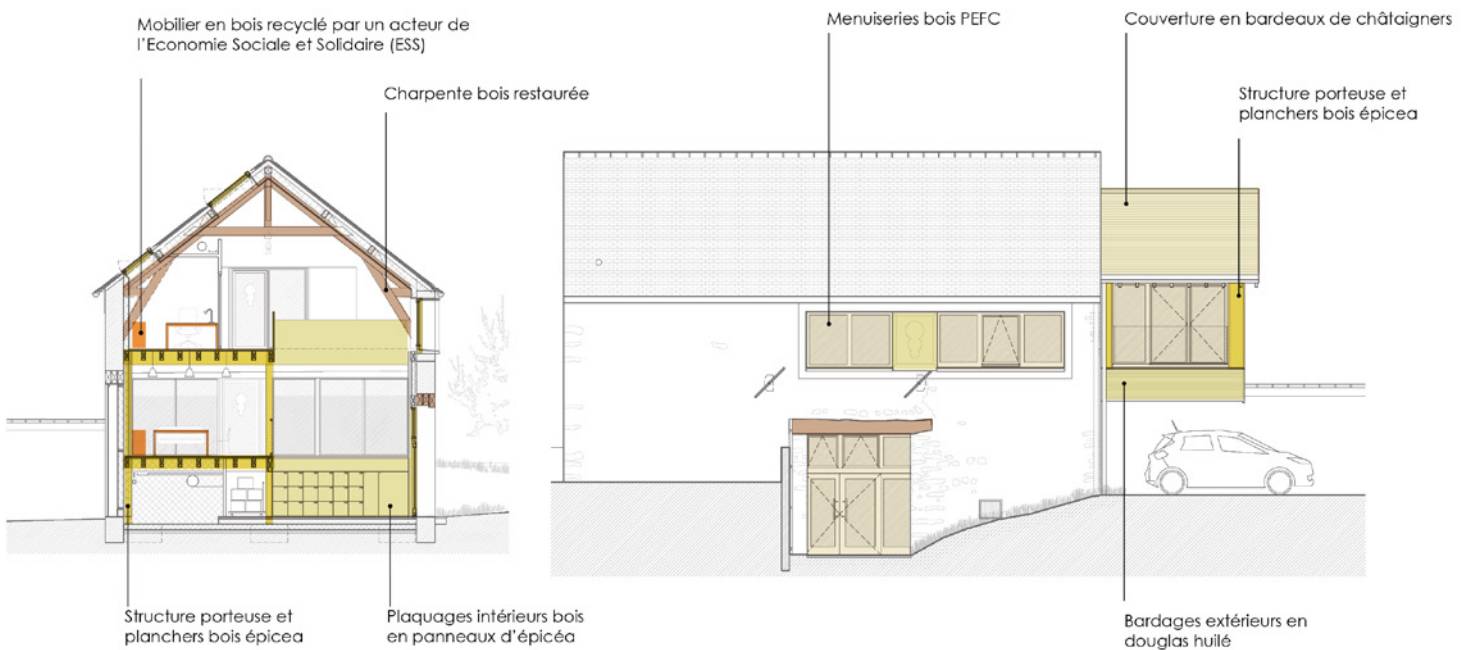 Mobilier en bois recyclé par un acteur de
l'Economie Sociale et Solidaire (ESS)
Charpente bois restaurée
Menuiseries bois PEFC
Couverture en bardeaux de châtaigners
Structure porteuse et
planchers bois épicea
Structure porteuse et
planchers bois épicea
Plaquages intérieurs bois
en panneaux d'épicéa
Bardages extérieurs en
douglas huilé